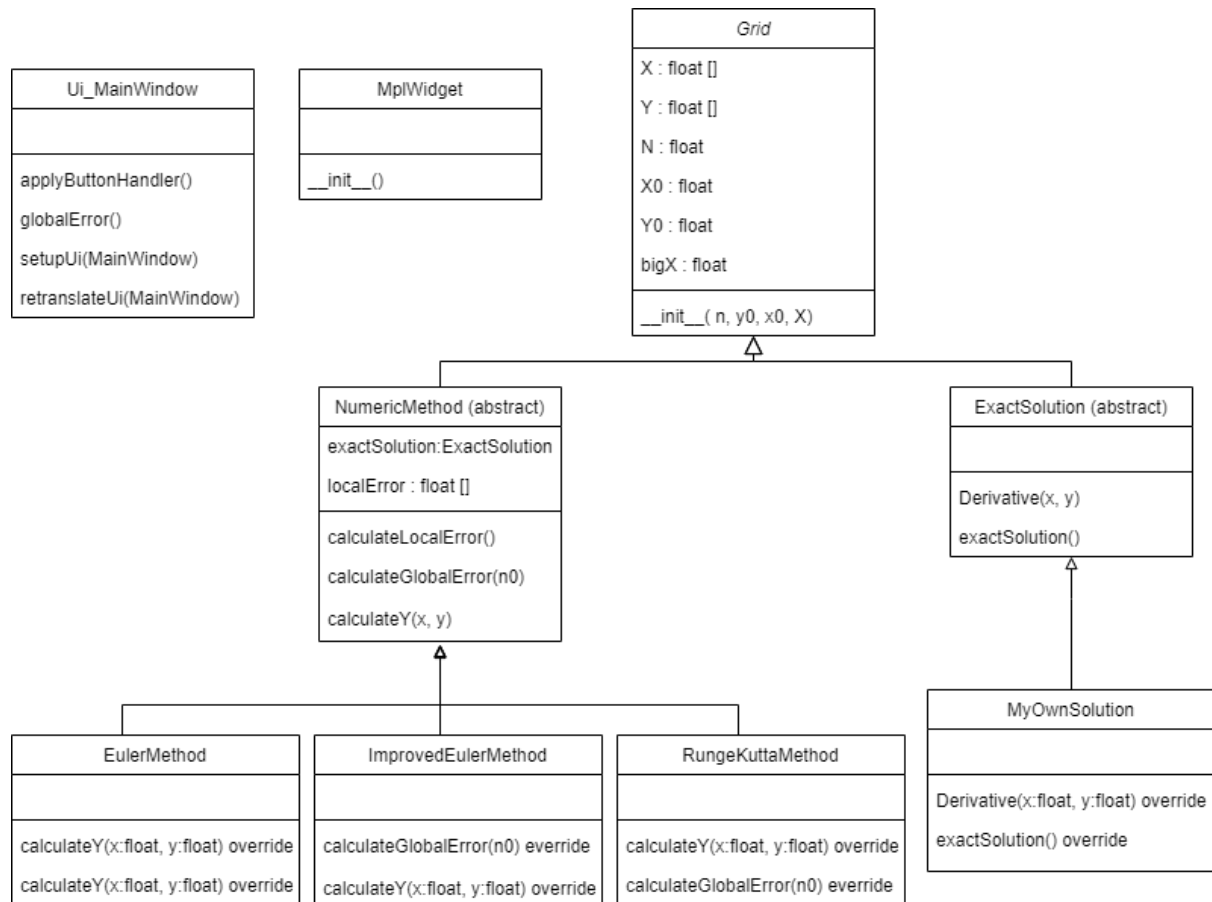 Grid
X : float []
Y : float []
N : float
X0 : float
Y0 : float
bigX : float
__init__( n, y0, x0, X)
Ui_MainWindow
applyButtonHandler()
globalError()
setupUi(MainWindow)
retranslateUi(MainWindow)
MplWidget
__init__()
NumericMethod (abstract)
exactSolution:ExactSolution
localError : float []
calculateLocalError()
calculateGlobalError(n0)
calculateY(x, y)
ExactSolution (abstract)
Derivative(x, y)
exactSolution()
EulerMethod
calculateY(x:float, y:float) override
calculateY(x:float, y:float) override
ImprovedEulerMethod
calculateGlobalError(n0) everride
calculateY(x:float, y:float) override
RungeKuttaMethod
calculateY(x:float, y:float) override
calculateGlobalError(n0) everride
MyOwnSolution
Derivative(x:float, y:float) override
exactSolution() override